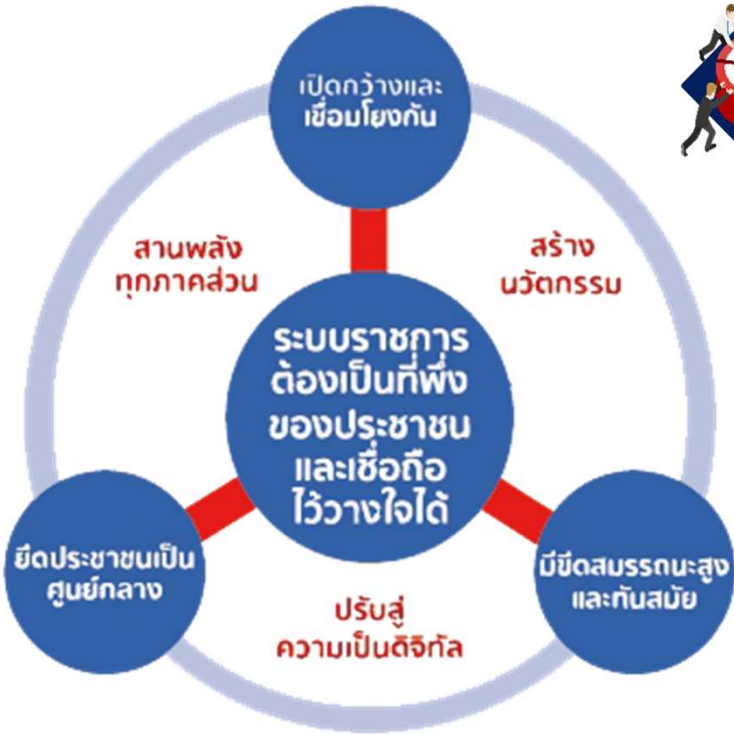 เปิดกว้างและ
เชื่อมโยงกัน
สานพลัง
ทุกภาคส่วน
สร้าง
นวัตกรรม
ระบบราชการ
ต้องเป็นที่พึ่ง
ของประชาชน
และเชื่อถือ
ไว้วางใจได้
ยึดประชาชนเป็น
ศูนย์กลาง
มีขีดสมรรถนะสูง
และทันสมัย
ปรับสู่
ความเป็นดิจิทัล